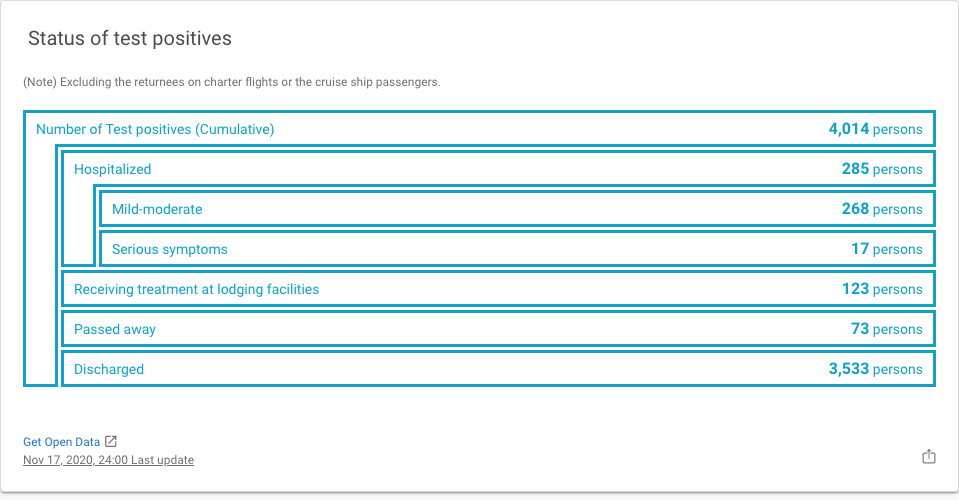 Status of test positives
(Note) Excluding the returnees on charter flights or the cruise ship passengers.
Number of Test positives (Cumulative) 4,014 persons
Hospitalized 285 persons
Mild-moderate 268 persons
Serious symptoms 17 persons
Receiving treatment at lodging facilities 123 persons
Passed away 73 persons
Discharged 3,533 persons
Get Open Data
Nov 17, 2020, 24:00 Last update